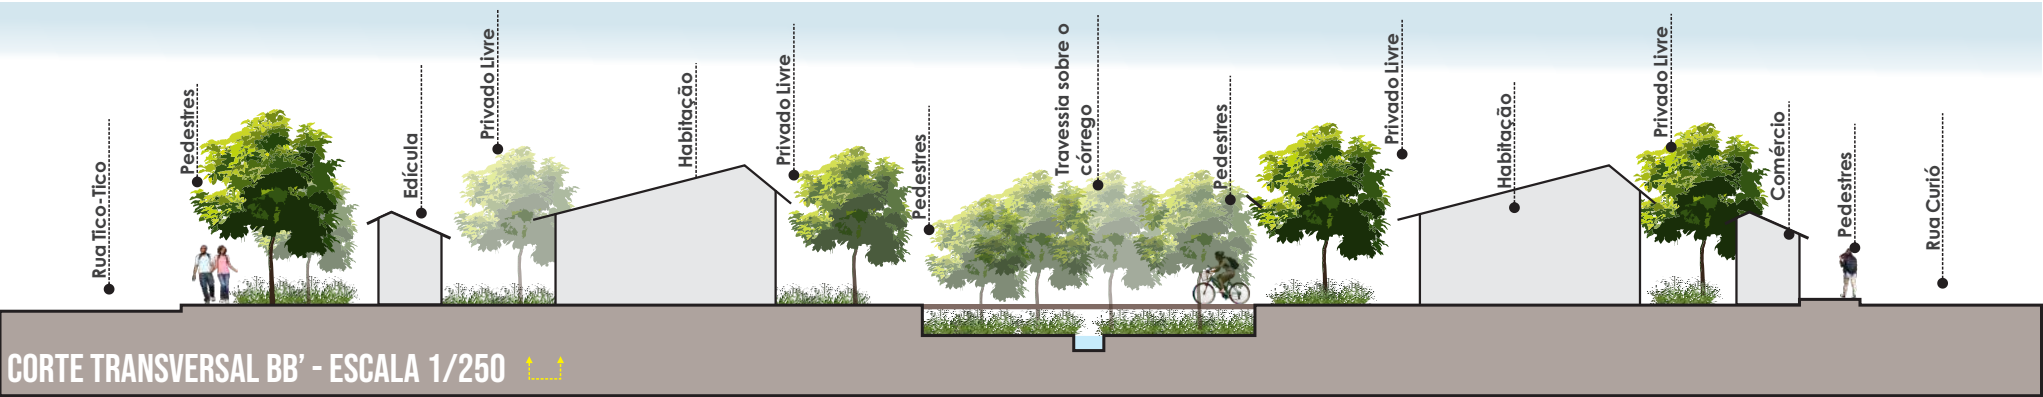 Rua Tico-Tico
Pedestres
Edícula
Privado Livre
Habitação
Privado Livre
Pedestres
Travessia sobre o
córrego
Pedestres
Privado Livre
Habitação
Privado Livre
Comércio
Pedestres
Rua Curió
CORTE TRANSVERSAL BB’ - ESCALA 1/250